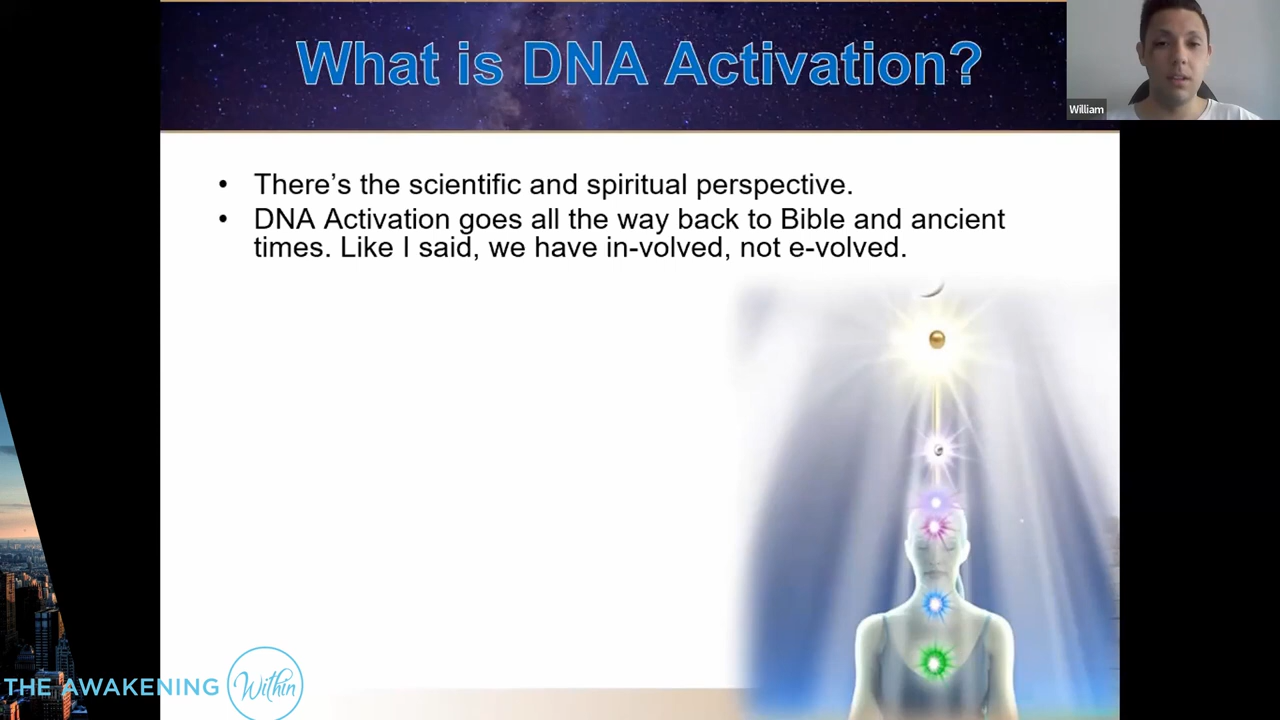 What is DNA Activation?
William
• There's the scientific and spiritual perspective.
• DNA Activation goes all the way back to Bible and ancient
times. Like I said, we have in-volved, not e-volved.
THE AWAKENING Within